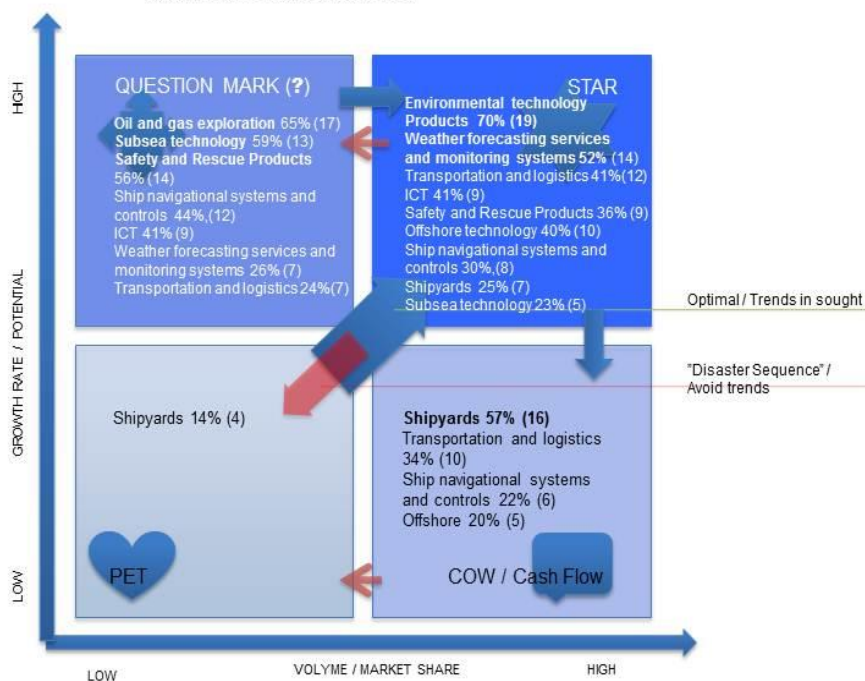 HIGH
GROWTH RATE / POTENTIAL
LOW
QUESTION MARK (?)
Oil and gas exploration 65% (17)
Subsea technology 59% (13)
Safety and Rescue Products
56% (14)
Ship navigational systems and
controls 44%,(12)
ICT 41% (9)
Weather forecasting services and
monitoring systems 26% (7)
Transportation and logistics 24%(7)
STAR
Environmental technology
Products 70% (19)
Weather forecasting services
and monitoring systems 52% (14)
Transportation and logistics 41%(12)
ICT 41% (9)
Safety and Rescue Products 36% (9)
Offshore technology 40% (10)
Ship navigational systems and
controls 30%,(8)
Shipyards 25% (7)
Subsea technology 23% (5)
Optimal / Trends in sought
"Disaster Sequence" /
Avoid trends
Shipyards 14% (4)
PET
Shipyards 57% (16)
Transportation and logistics
34% (10)
Ship navigational systems
and controls 22% (6)
Offshore 20% (5)
COW / Cash Flow
LOW
VOLYME / MARKET SHARE
HIGH